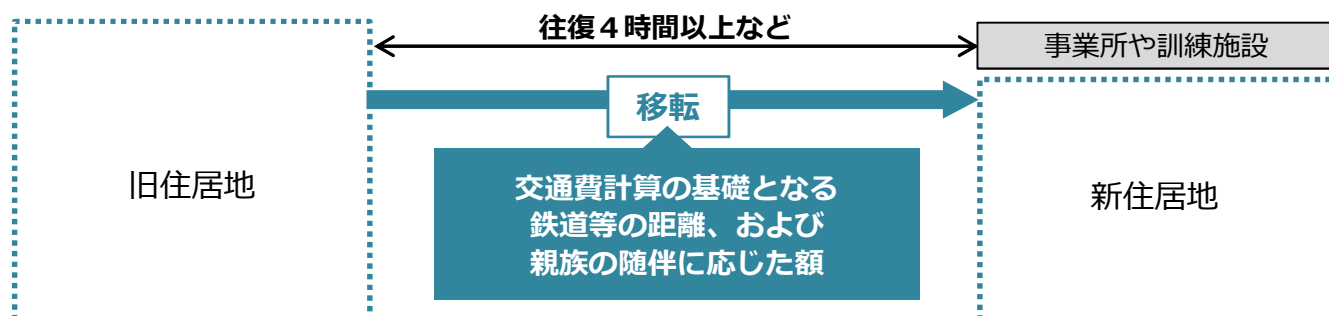 往復４時間以上など
事業所や訓練施設
移転
旧住居地
交通費計算の基礎となる
鉄道等の距離、および
親族の随伴に応じた額
新住居地